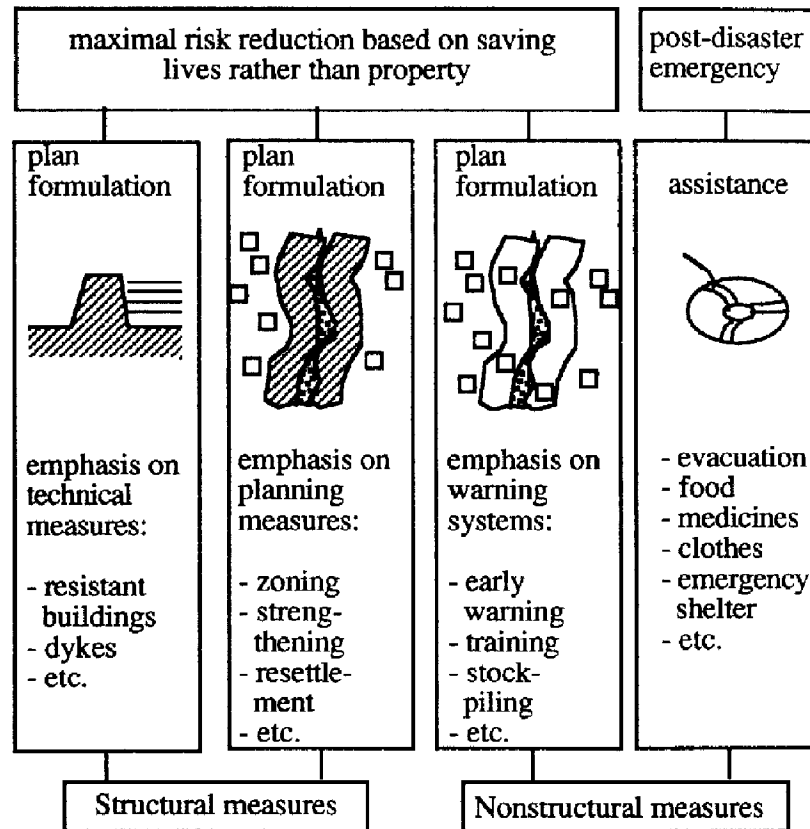 maximal risk reduction based on saving
lives rather than property
post-disaster
emergency
plan
formulation
emphasis on
technical
measures:
- resistant
buildings
- dykes
- etc.
plan
formulation
emphasis on
planning
measures:
- zoning
- streng-
thening
- resettle-
ment
- etc.
plan
formulation
emphasis on
warning
systems:
- early
warning
- training
- stock-
piling
- etc.
assistance
- evacuation
- food
- medicines
- clothes
- emergency
shelter
- etc.
Structural measures
Nonstructural measures